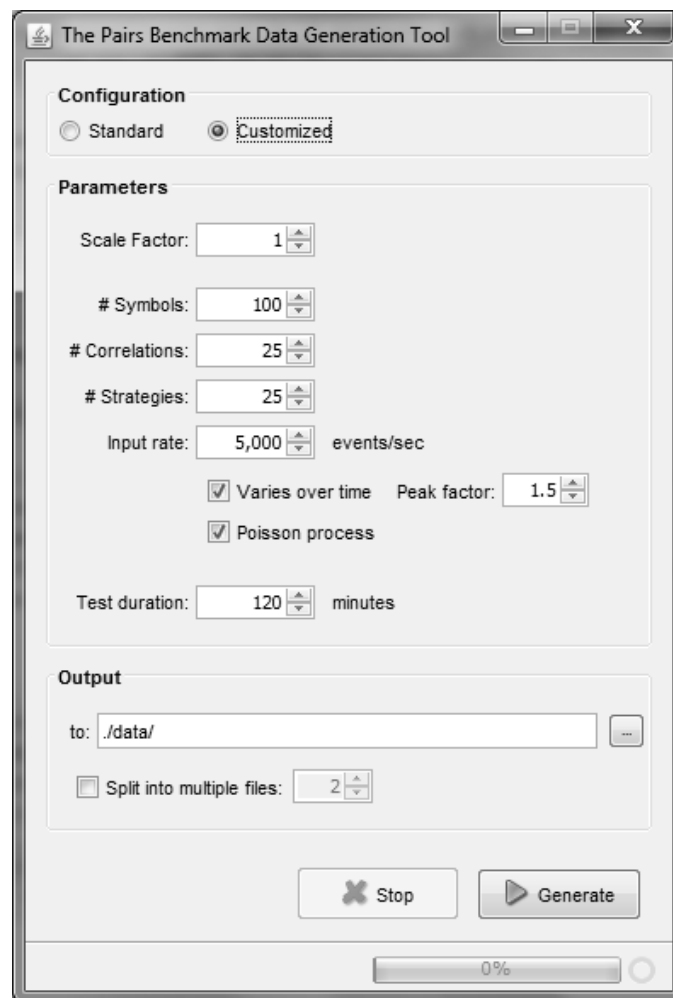 The Pairs Benchmark Data Generation Tool
Configuration
Standard Customized
Parameters
Scale Factor: 1
# Symbols: 100
# Correlations: 25
# Strategies: 25
Input rate: 5,000 events/sec
Varies over time Peak factor: 1.5
Poisson process
Test duration: 120 minutes
Output
to: ./data/ ...
Split into multiple files: 2
Stop Generate
0%